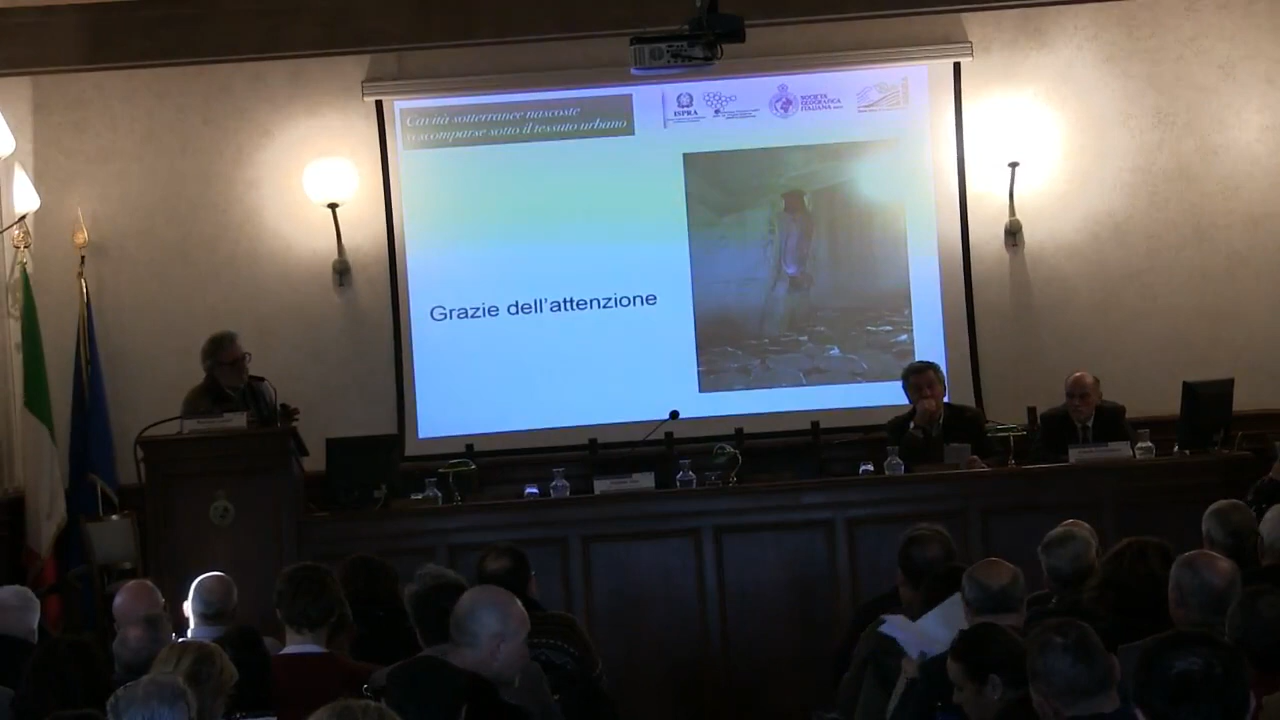 Cavità sotterranee nascoste
o scomparse sotto il tessuto urbano
ISPRA
SOCIETÀ
GEOGRAFICA
ITALIANA
Grazie dell'attenzione